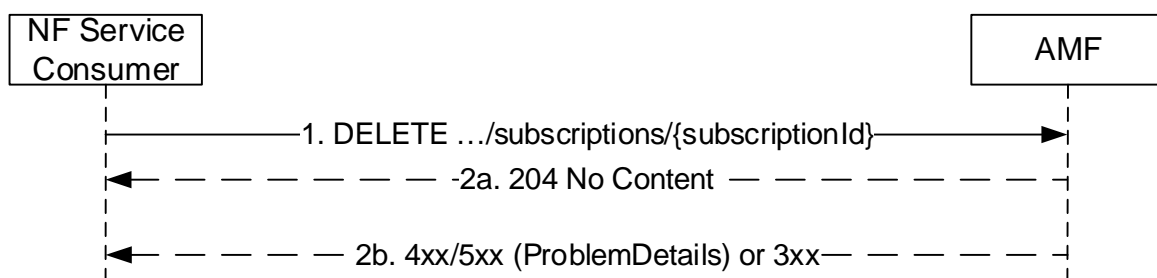 NF Service
Consumer
AMF
1. DELETE …/subscriptions/{subscriptionId}
2a. 204 No Content
2b. 4xx/5xx (ProblemDetails) or 3xx